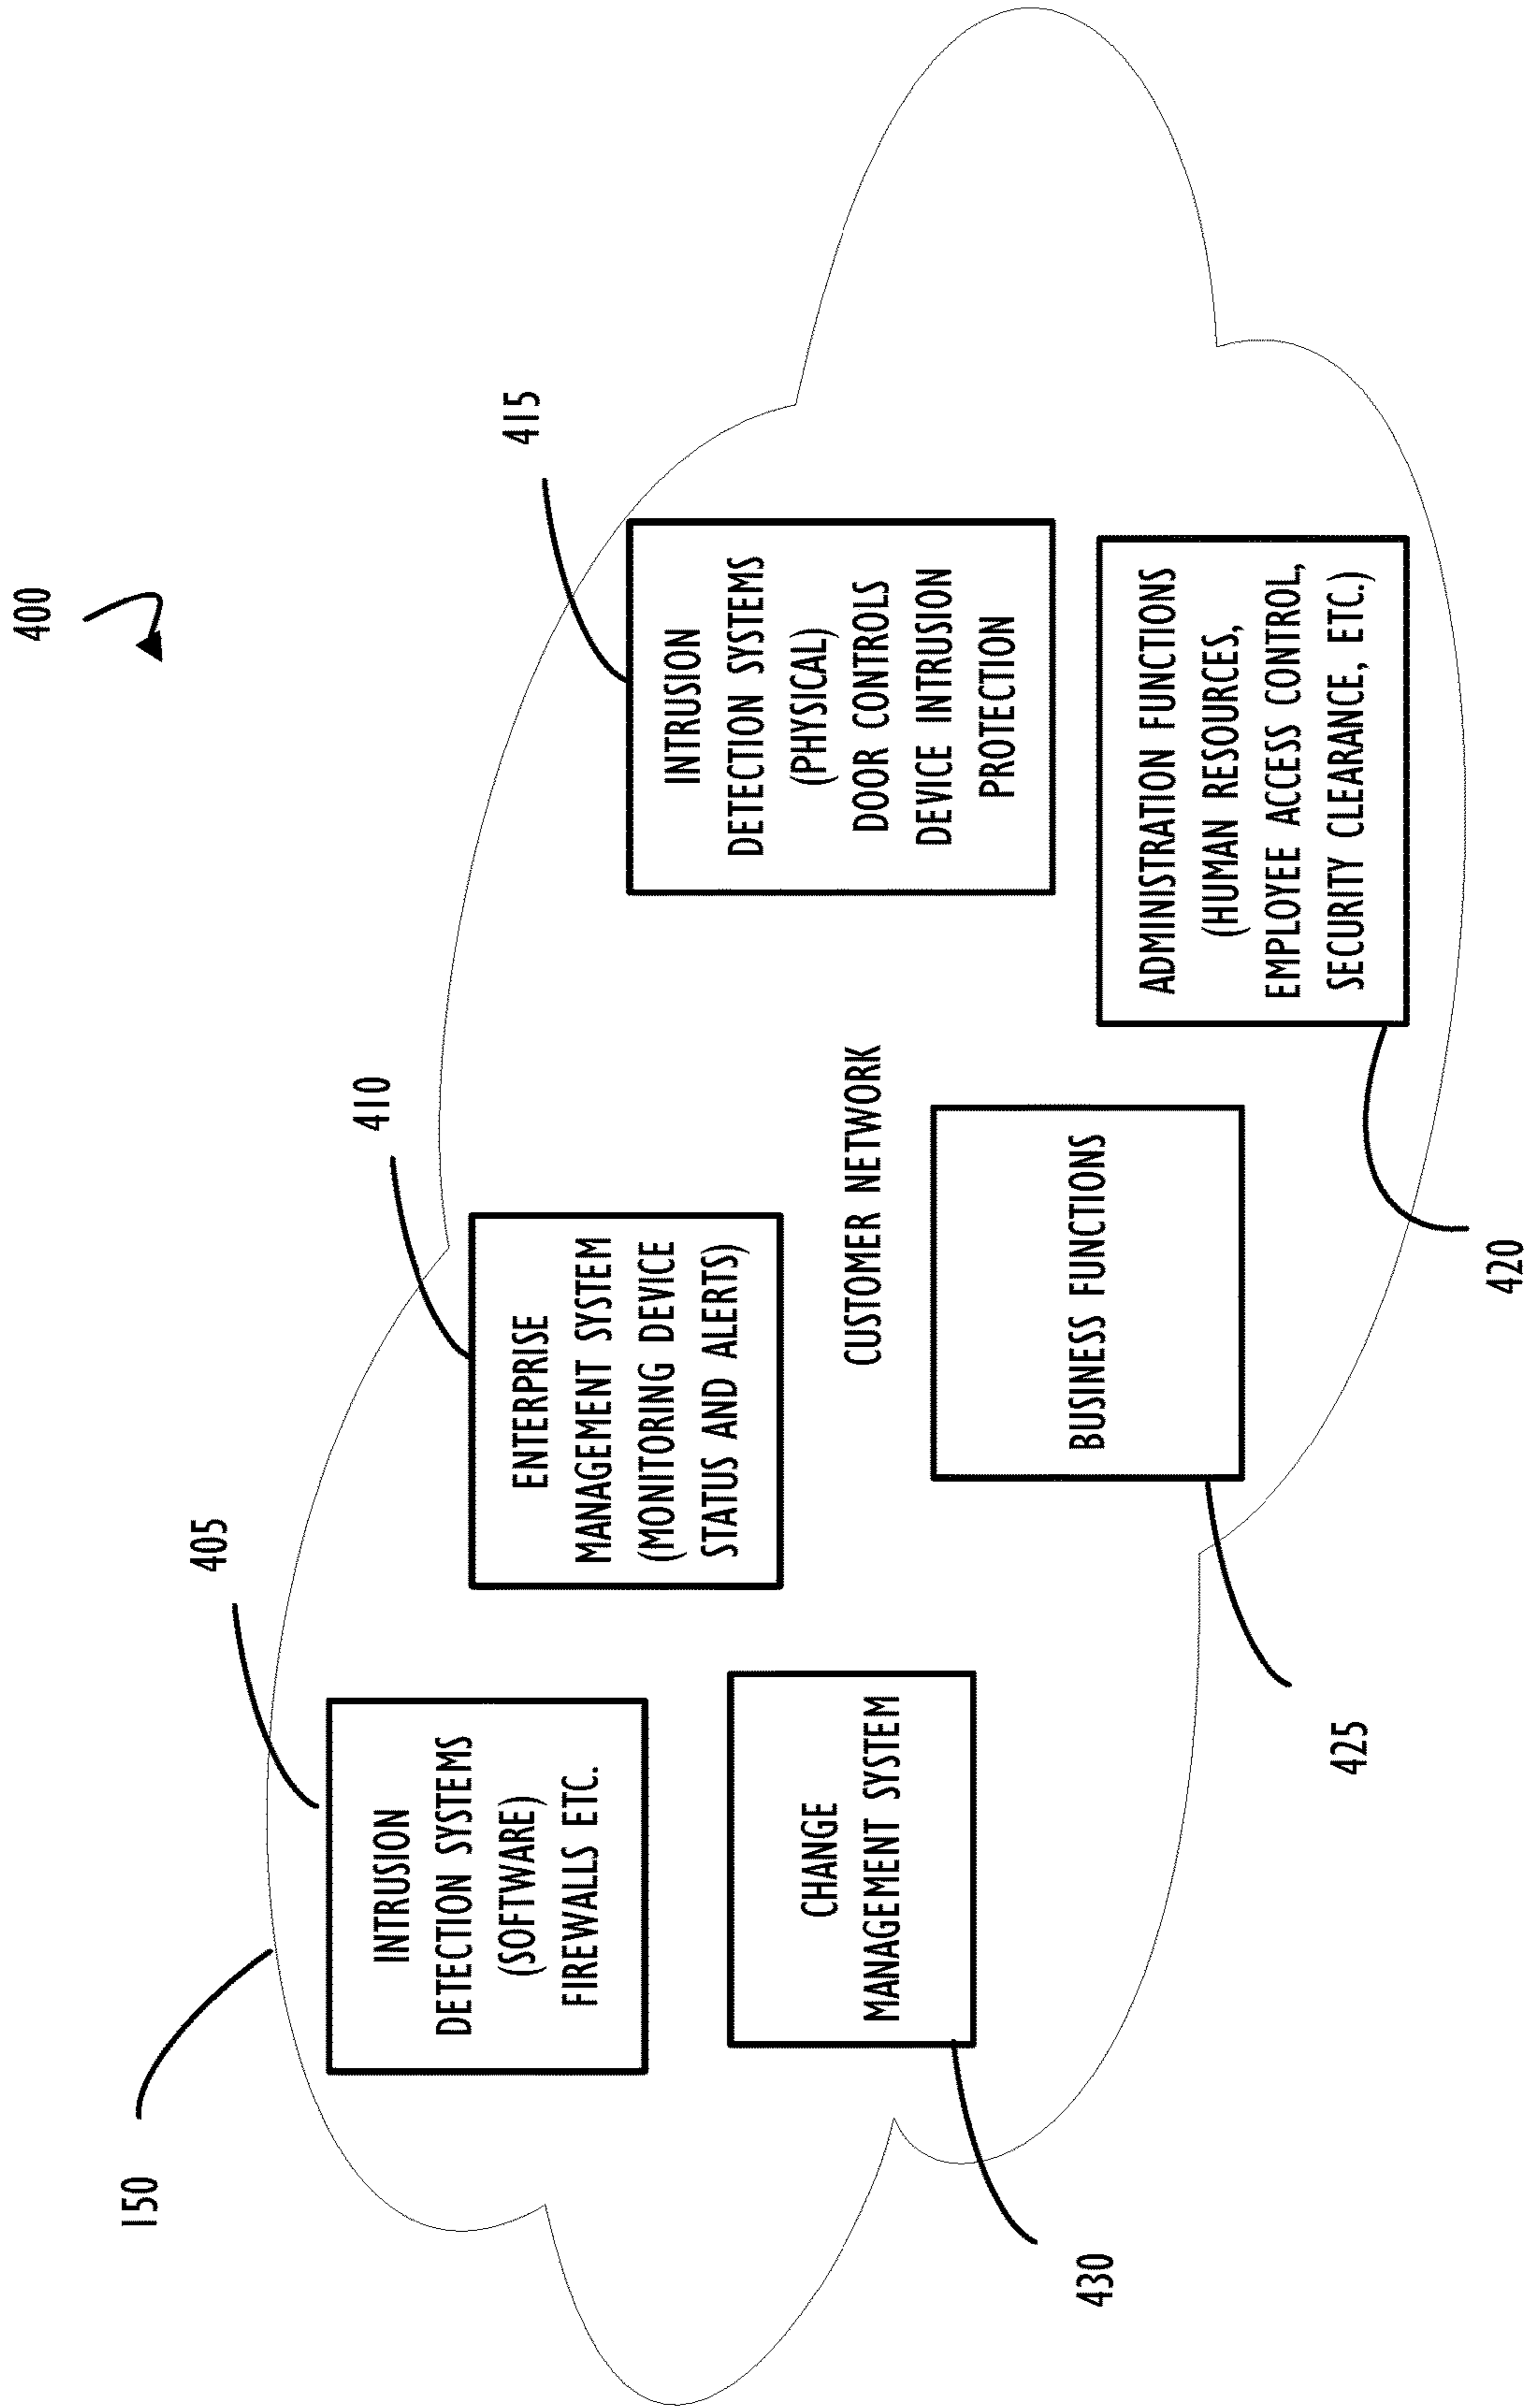 400
415
410
405
150
INTRUSION
DETECTION SYSTEMS
(SOFTWARE)
FIREWALLS ETC.
ENTERPRISE
MANAGEMENT SYSTEM
(MONITORING DEVICE
STATUS AND ALERTS)
INTRUSION
DETECTION SYSTEMS
(PHYSICAL)
DOOR CONTROLS
DEVICE INTRUSION
PROTECTION
CHANGE
MANAGEMENT SYSTEM
CUSTOMER NETWORK
BUSINESS FUNCTIONS
ADMINISTRATION FUNCTIONS
(HUMAN RESOURCES,
EMPLOYEE ACCESS CONTROL,
SECURITY CLEARANCE, ETC.)
430
425
420